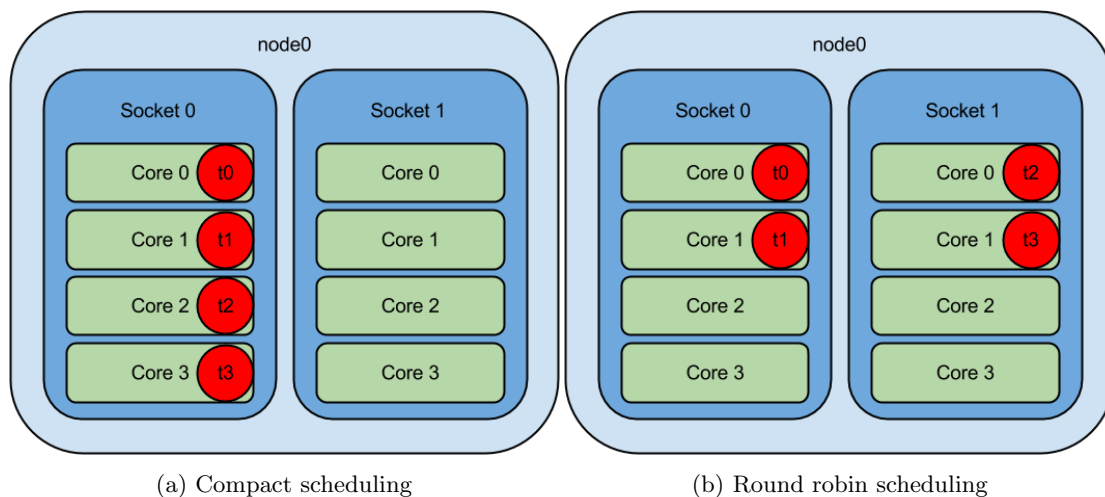 node0
Socket 0
Core 0 t0
Core 1 t1
Core 2 t2
Core 3 t3
Socket 1
Core 0
Core 1
Core 2
Core 3
(a) Compact scheduling
node0
Socket 0
Core 0 t0
Core 1 t1
Core 2
Core 3
Socket 1
Core 0 t2
Core 1 t3
Core 2
Core 3
(b) Round robin scheduling